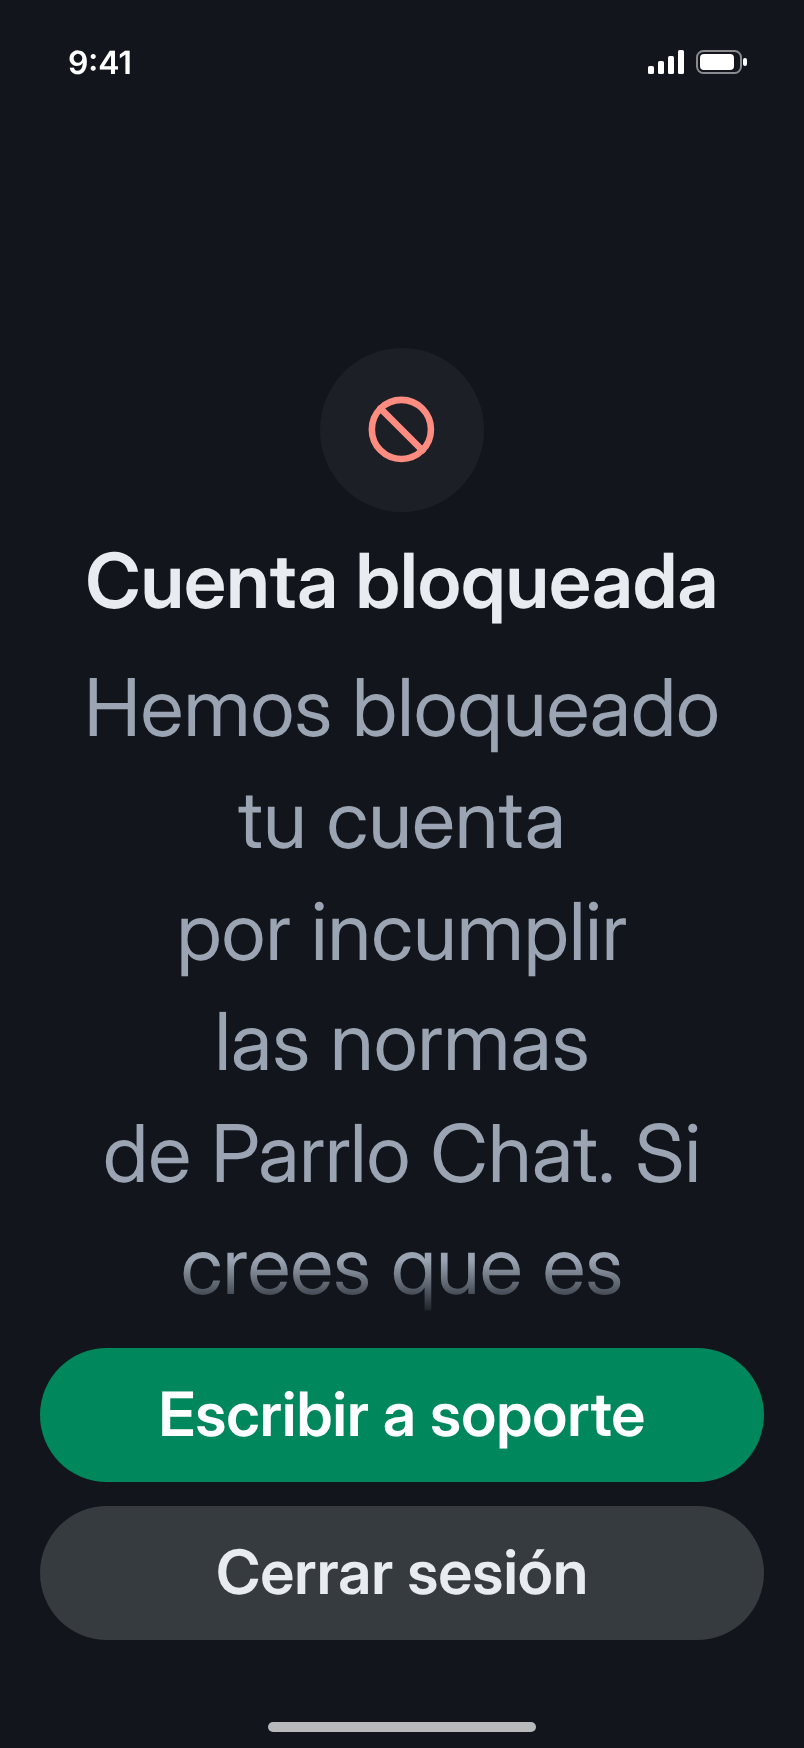 9:41
Cuenta bloqueada
Hemos bloqueado
tu cuenta
por incumplir
las normas
de Parrlo Chat. Si
crees que es
Escribir a soporte
Cerrar sesión